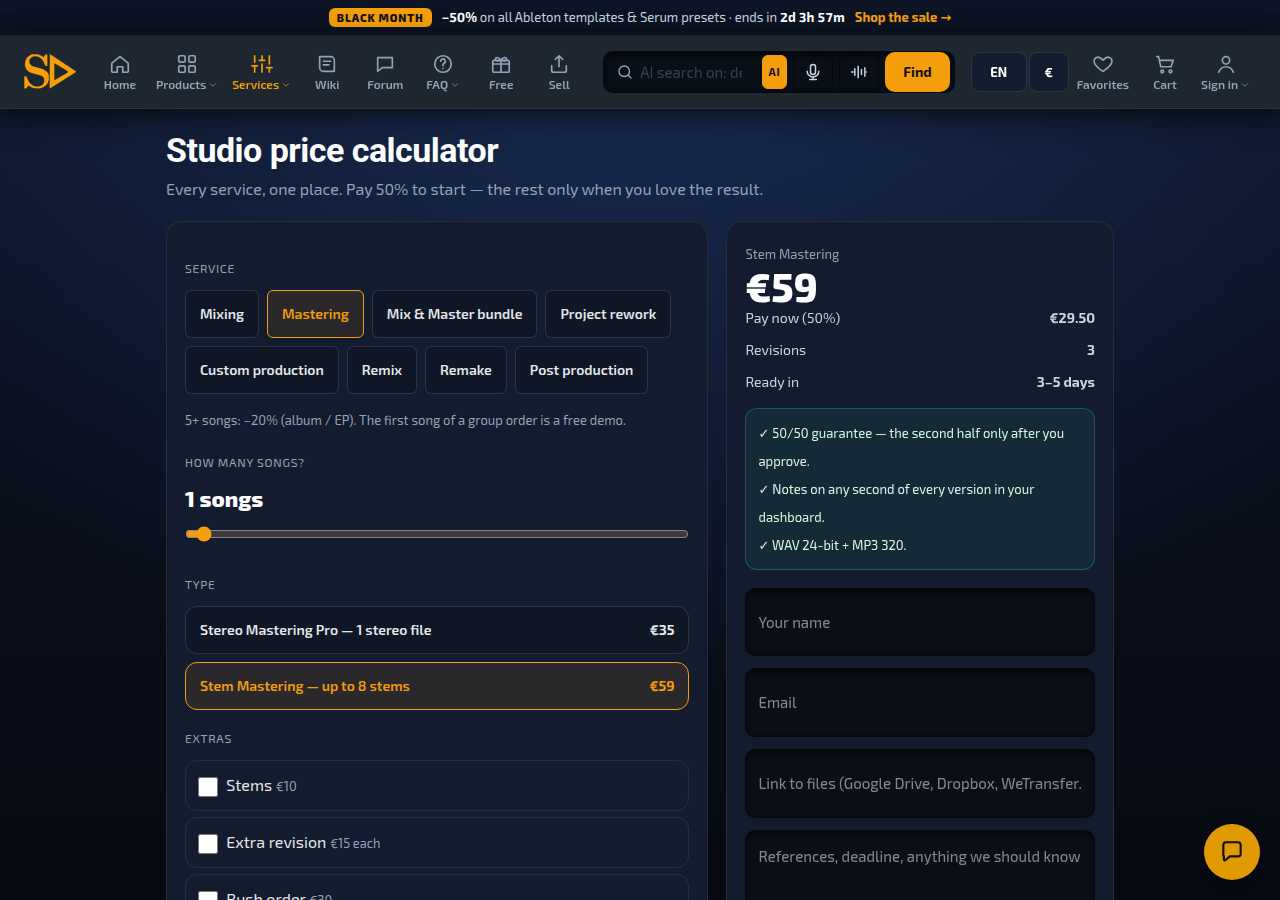 BLACK MONTH −50% on all Ableton templates & Serum presets · ends in 2d 3h 57m Shop the sale →
Home
Products
Services
Wiki
Forum
FAQ
Free
Sell
AI search on: dr
AI
Find
EN
€
Favorites
Cart
Sign in
Studio price calculator
Every service, one place. Pay 50% to start — the rest only when you love the result.
SERVICE
Mixing
Mastering
Mix & Master bundle
Project rework
Custom production
Remix
Remake
Post production
5+ songs: −20% (album / EP). The first song of a group order is a free demo.
HOW MANY SONGS?
1 songs
TYPE
Stereo Mastering Pro — 1 stereo file €35
Stem Mastering — up to 8 stems €59
EXTRAS
Stems €10
Extra revision €15 each
Rush order €30
Stem Mastering
€59
Pay now (50%) €29.50
Revisions 3
Ready in 3–5 days
✓ 50/50 guarantee — the second half only after you
approve.
✓ Notes on any second of every version in your
dashboard.
✓ WAV 24-bit + MP3 320.
Your name
Email
Link to files (Google Drive, Dropbox, WeTransfer.
References, deadline, anything we should know